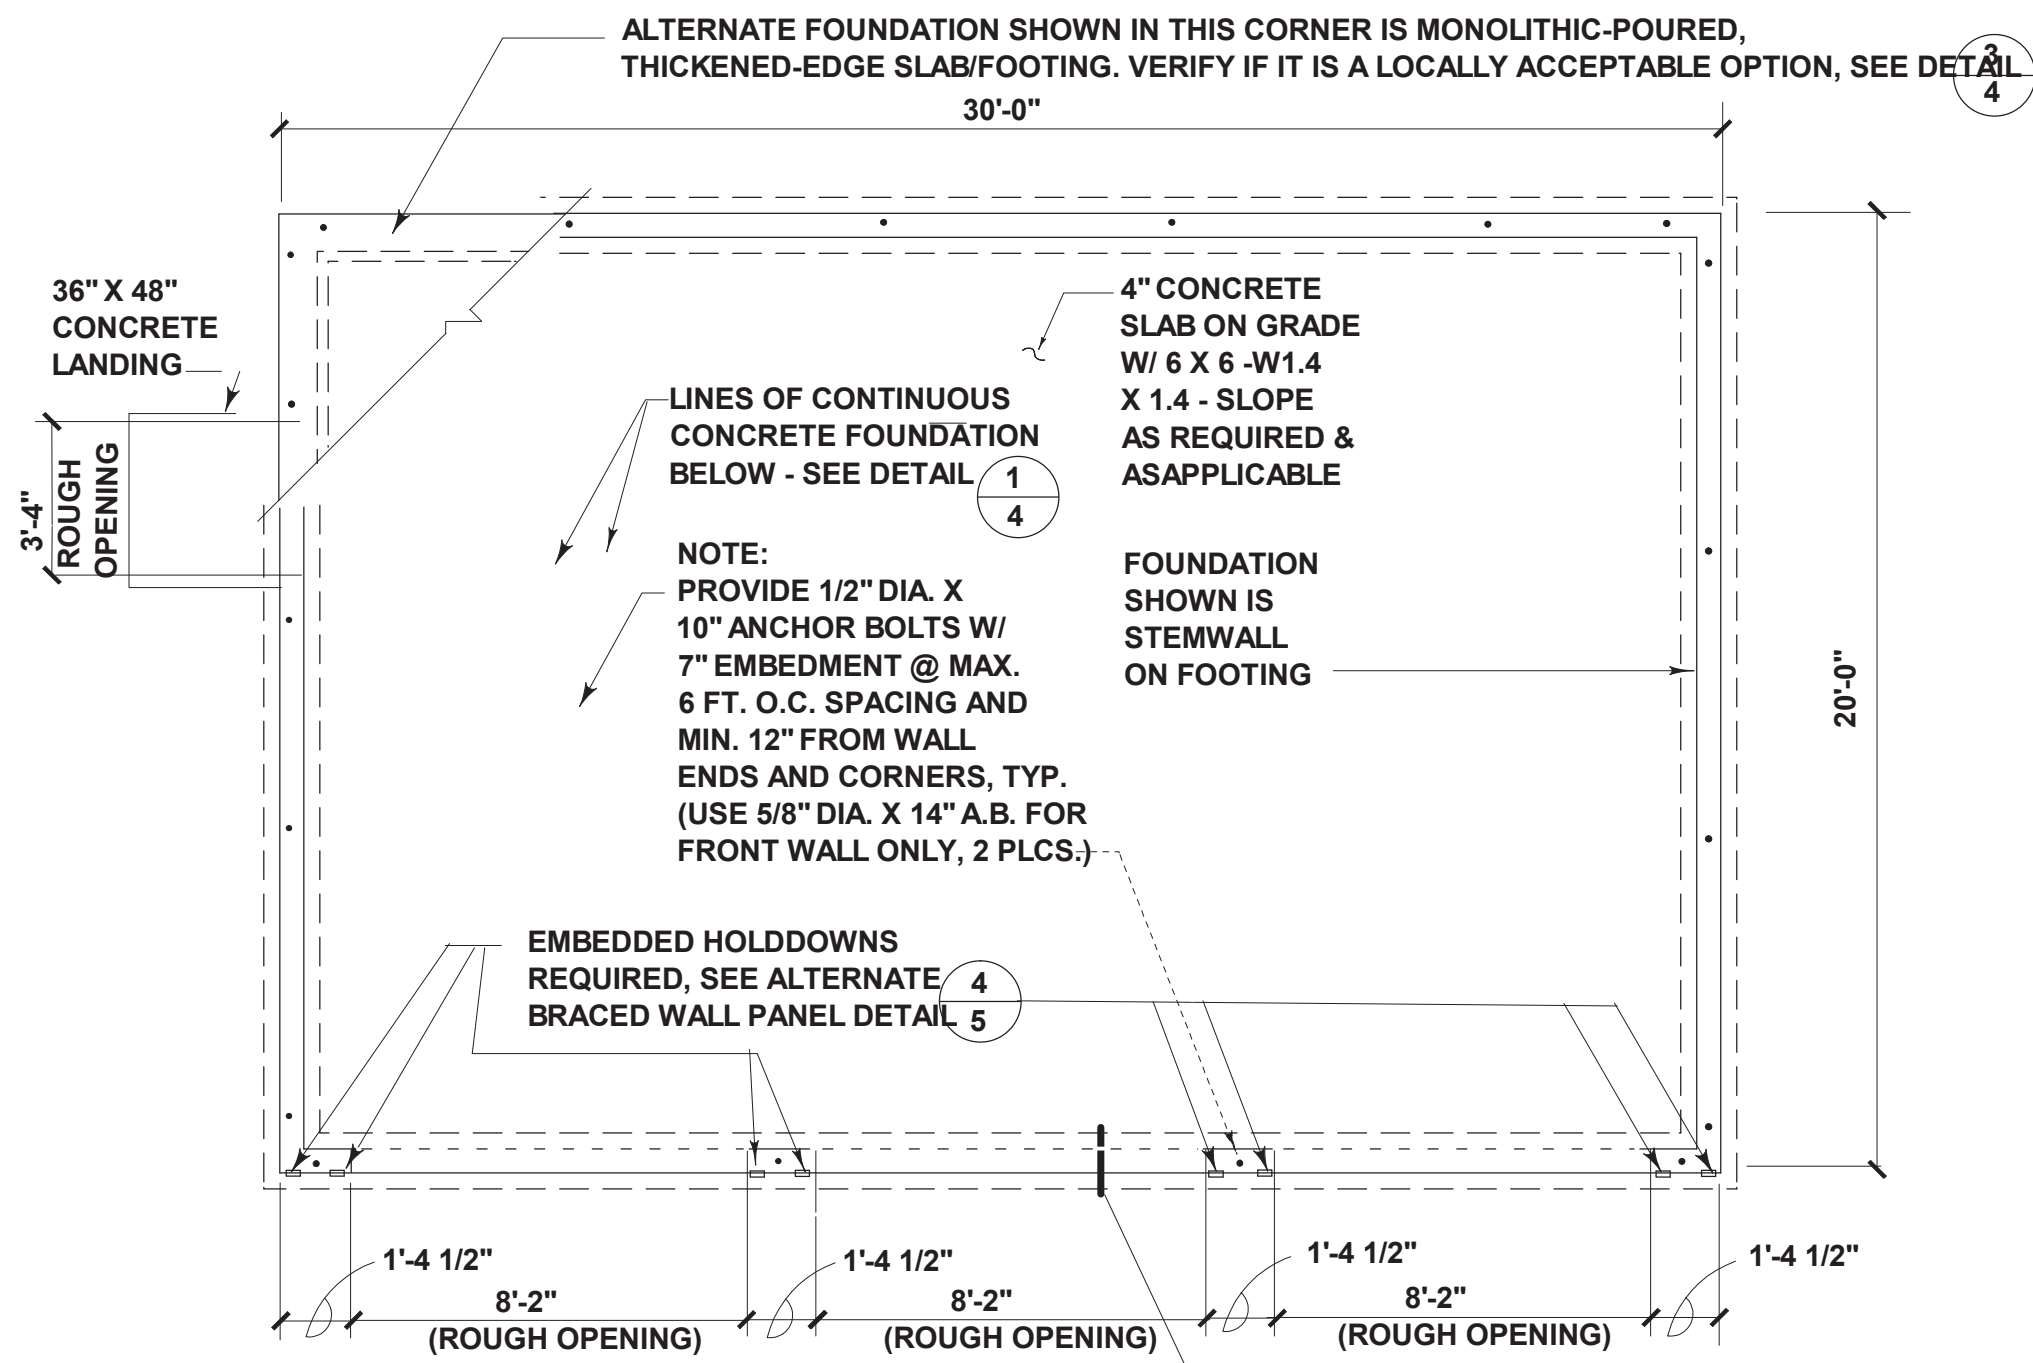 ALTERNATE FOUNDATION SHOWN IN THIS CORNER IS MONOLITHIC-POURED,
THICKENED-EDGE SLAB/FOOTING. VERIFY IF IT IS A LOCALLY ACCEPTABLE OPTION, SEE DETAIL
3
4
30'-0"
36" X 48"
CONCRETE
LANDING
3'-4"
ROUGH
OPENING
LINES OF CONTINUOUS
CONCRETE FOUNDATION
BELOW - SEE DETAIL
1
4
4" CONCRETE
SLAB ON GRADE
W/ 6 X 6 -W1.4
X 1.4 - SLOPE
AS REQUIRED &
ASAPPLICABLE
NOTE:
PROVIDE 1/2" DIA. X
10" ANCHOR BOLTS W/
7" EMBEDMENT @ MAX.
6 FT. O.C. SPACING AND
MIN. 12" FROM WALL
ENDS AND CORNERS, TYP.
(USE 5/8" DIA. X 14" A.B. FOR
FRONT WALL ONLY, 2 PLCS.)
FOUNDATION
SHOWN IS
STEMWALL
ON FOOTING
20'-0"
EMBEDDED HOLDDOWNS
REQUIRED, SEE ALTERNATE
BRACED WALL PANEL DETAIL
4
5
1'-4 1/2"
1'-4 1/2"
1'-4 1/2"
1'-4 1/2"
8'-2"
(ROUGH OPENING)
8'-2"
(ROUGH OPENING)
8'-2"
(ROUGH OPENING)